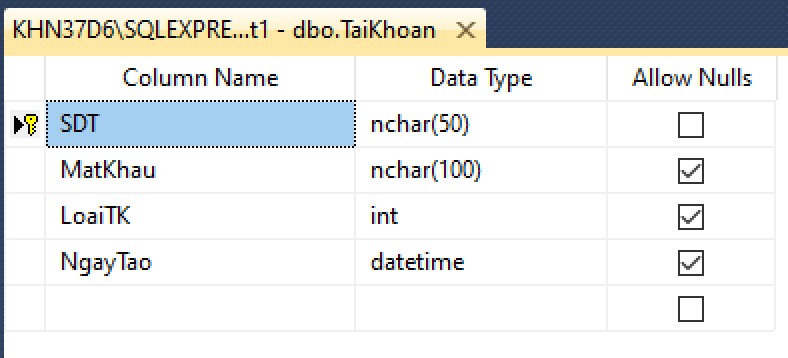 KHN37D6\SQLEXPRE...t1 - dbo.TaiKhoan
Column Name Data Type Allow Nulls
SDT nchar(50)
MatKhau nchar(100)
LoaiTK int
NgayTao datetime